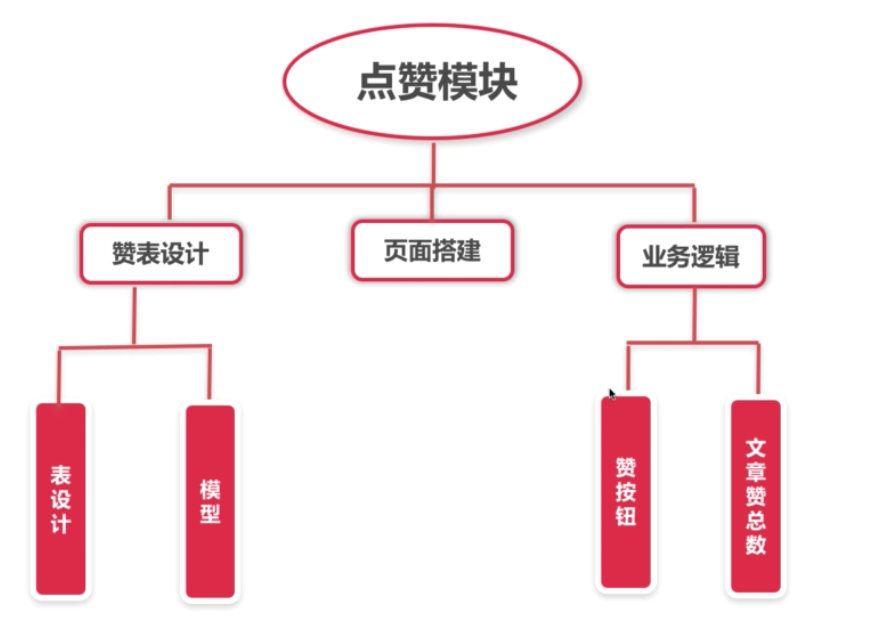 点赞模块
赞表设计
页面搭建
业务逻辑
表设计
模型
赞按钮
文章赞总数